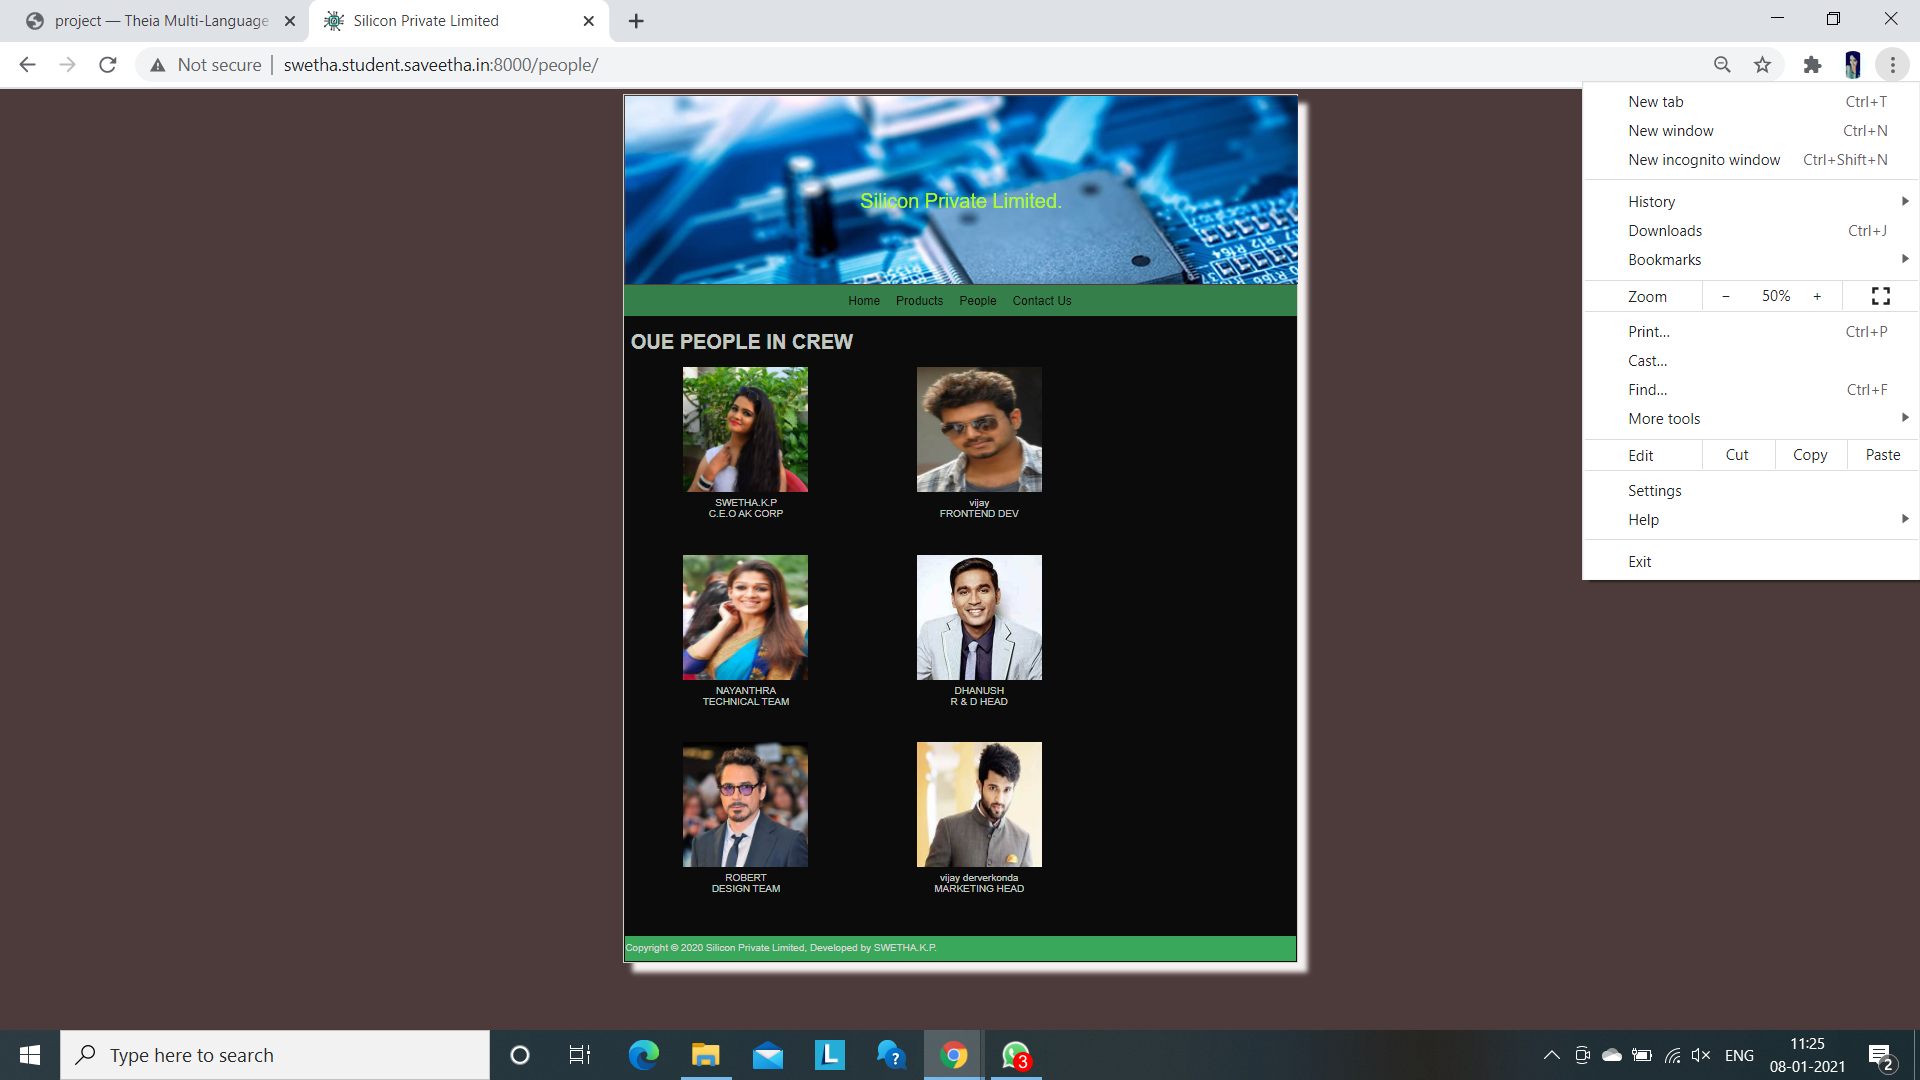 project — Theia Multi-Language
Silicon Private Limited
Not secure
swetha.student.saveetha.in:8000/people/
New tab Ctrl+T
New window Ctrl+N
New incognito window Ctrl+Shift+N
History
Downloads Ctrl+J
Bookmarks
Zoom − 50% +
Print... Ctrl+P
Cast...
Find... Ctrl+F
More tools
Edit Cut Copy Paste
Settings
Help
Exit
Silicon Private Limited.
Home Products People Contact Us
OUE PEOPLE IN CREW
SWETHA.K.P
C.E.O AK CORP
vijay
FRONTEND DEV
NAYANTHRA
TECHNICAL TEAM
DHANUSH
R & D HEAD
ROBERT
DESIGN TEAM
vijay derverkonda
MARKETING HEAD
Copyright © 2020 Silicon Private Limited, Developed by SWETHA.K.P.
Type here to search
L
?
3
ENG
11:25
08-01-2021
2